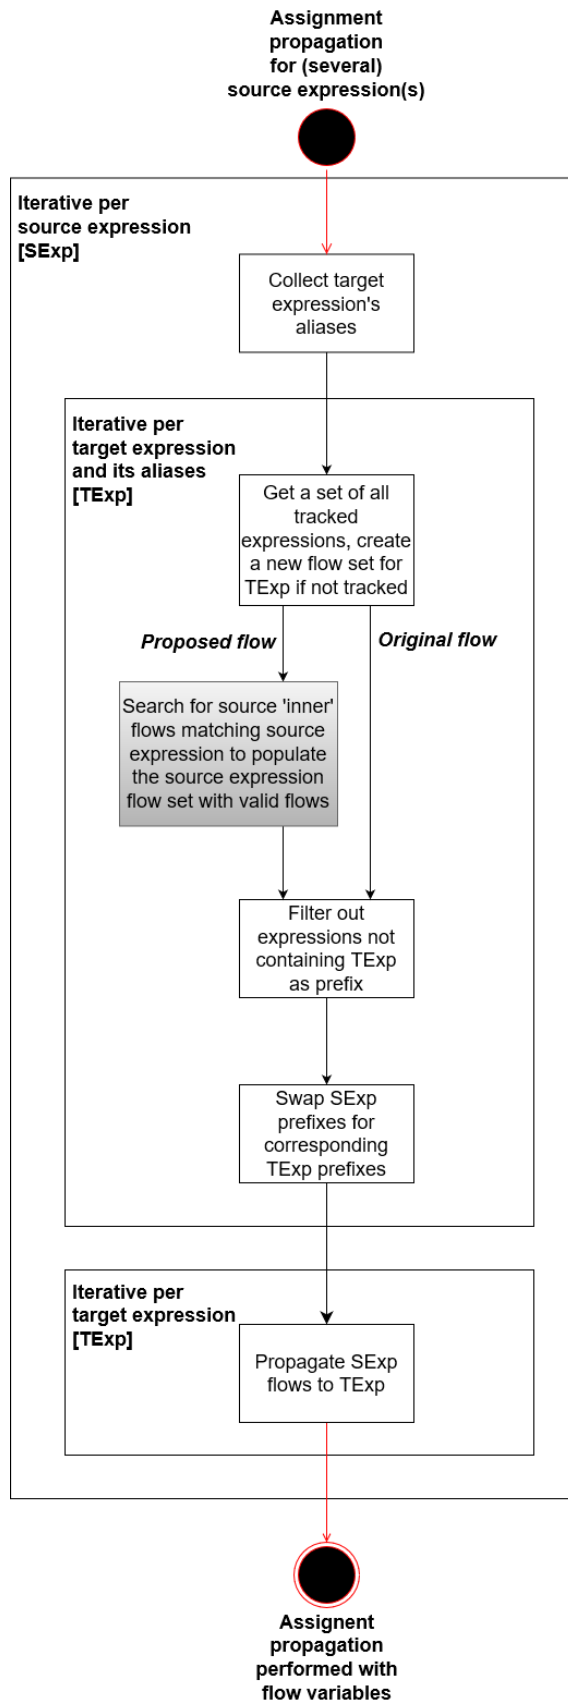 Assignment
propagation
for (several)
source expression(s)
Iterative per
source expression
[SExp]
Collect target
expression's
aliases
Iterative per
target expression
and its aliases
[TExp]
Get a set of all
tracked
expressions, create
a new flow set for
TExp if not tracked
Proposed flow
Original flow
Search for source 'inner'
flows matching source
expression to populate
the source expression
flow set with valid flows
Filter out
expressions not
containing TExp
as prefix
Swap SExp
prefixes for
corresponding
TExp prefixes
Iterative per
target expression
[TExp]
Propagate SExp
flows to TExp
Assignent
propagation
performed with
flow variables